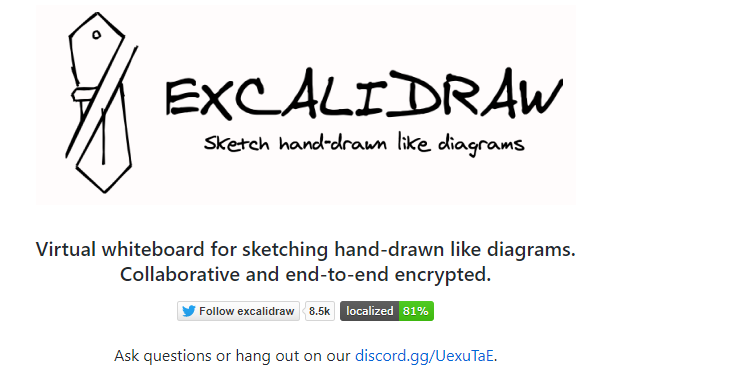 EXCALIDRAW
Sketch hand-drawn like diagrams
Virtual whiteboard for sketching hand-drawn like diagrams.
Collaborative and end-to-end encrypted.
Follow excalidraw 8.5k localized 81%
Ask questions or hang out on our discord.gg/UexuTaE.